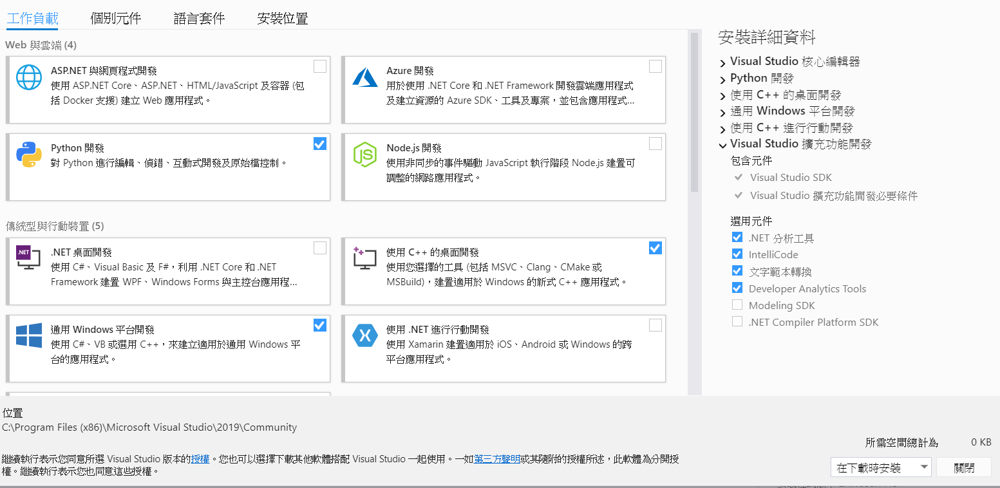 工作負載 個別元件 語言套件 安裝位置
Web 與雲端 (4)
ASP.NET 與網頁程式開發
使用 ASP.NET Core、ASP.NET、HTML/JavaScript 及容器 (包
括 Docker 支援) 建立 Web 應用程式。
Azure 開發
用於使用 .NET Core 和 .NET Framework 開發雲端應用程式
及建立資源的 Azure SDK、工具及專案，並包含應用程式...
Python 開發
對 Python 進行編輯、偵錯、互動式開發及原始檔控制。
Node.js 開發
使用非同步的事件驅動 JavaScript 執行階段 Node.js 建置可
調整的網路應用程式。
傳統型與行動裝置 (5)
.NET 桌面開發
使用 C#、Visual Basic 及 F#，利用 .NET Core 和 .NET
Framework 建置 WPF、Windows Forms 與主控台應用程...
使用 C++ 的桌面開發
使用您選擇的工具 (包括 MSVC、Clang、CMake 或
MSBuild)，建置適用於 Windows 的新式 C++ 應用程式。
通用 Windows 平台開發
使用 C#、VB 或選用 C++，來建立適用於通用 Windows 平
台的應用程式。
使用 .NET 進行行動開發
使用 Xamarin 建置適用於 iOS、Android 或 Windows 的跨
平台應用程式。
安裝詳細資料
Visual Studio 核心編輯器
Python 開發
使用 C++ 的桌面開發
通用 Windows 平台開發
使用 C++ 進行行動開發
Visual Studio 擴充功能開發
包含元件
Visual Studio SDK
Visual Studio 擴充功能開發必要條件
選用元件
.NET 分析工具
IntelliCode
文字範本轉換
Developer Analytics Tools
Modeling SDK
.NET Compiler Platform SDK
位置
C:\Program Files (x86)\Microsoft Visual Studio\2019\Community
所需空間總計為 0 KB
繼續執行表示您同意所選 Visual Studio 版本的授權。您也可以選擇下載其他軟體搭配 Visual Studio 一起使用。一如第三方聲明或其隨附的授權所述，此軟體為分開授
權。繼續執行表示您也同意這些授權。
在下載時安裝 關閉